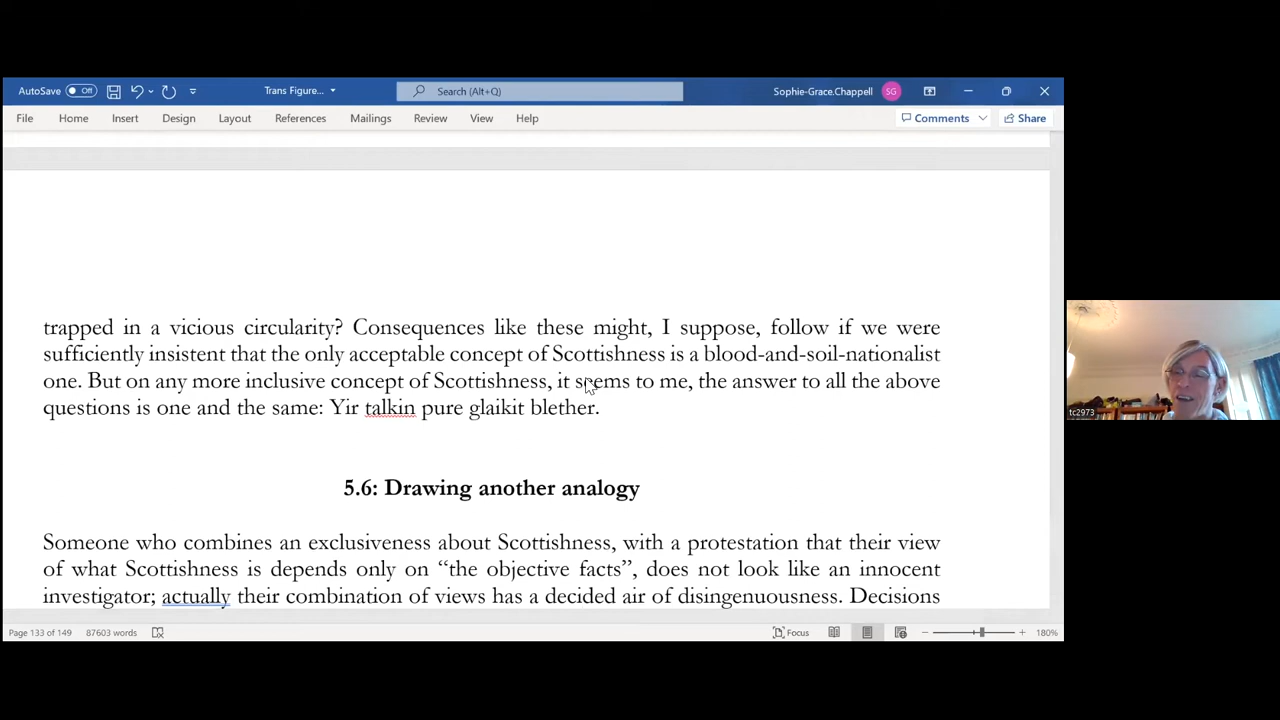 AutoSave Off Trans Figure... Search (Alt+Q) Sophie-Grace.Chappell SG
File Home Insert Design Layout References Mailings Review View Help Comments Share
trapped in a vicious circularity? Consequences like these might, I suppose, follow if we were
sufficiently insistent that the only acceptable concept of Scottishness is a blood-and-soil-nationalist
one. But on any more inclusive concept of Scottishness, it seems to me, the answer to all the above
questions is one and the same: Yir talkin pure glaikit blether.
5.6: Drawing another analogy
Someone who combines an exclusiveness about Scottishness, with a protestation that their view
of what Scottishness is depends only on “the objective facts”, does not look like an innocent
investigator; actually their combination of views has a decided air of disingenuousness. Decisions
Page 133 of 149 87603 words Focus 180%
tc2973